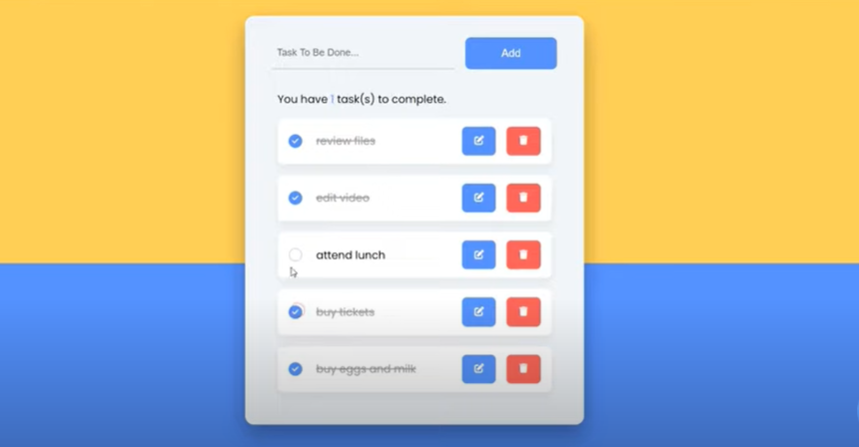 Task To Be Done...
Add
You have 1 task(s) to complete.
review files
edit video
attend lunch
buy tickets
buy eggs and milk